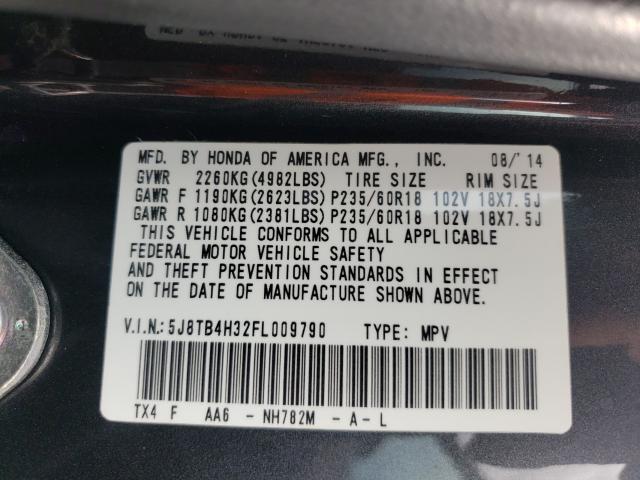 MFD. BY HONDA OF AMERICA MFG., INC. 08/'14
GVWR 2260KG(4982LBS) TIRE SIZE RIM SIZE
GAWR F 1190KG(2623LBS) P235/60R18 102V 18X7.5J
GAWR R 1080KG(2381LBS) P235/60R18 102V 18X7.5J
THIS VEHICLE CONFORMS TO ALL APPLICABLE
FEDERAL MOTOR VEHICLE SAFETY
AND THEFT PREVENTION STANDARDS IN EFFECT
ON THE DATE OF MANUFACTURE SHOWN ABOVE.
V.I.N.:5J8TB4H32FL009790 TYPE: MPV
TX4 F AA6 - NH782M - A - L